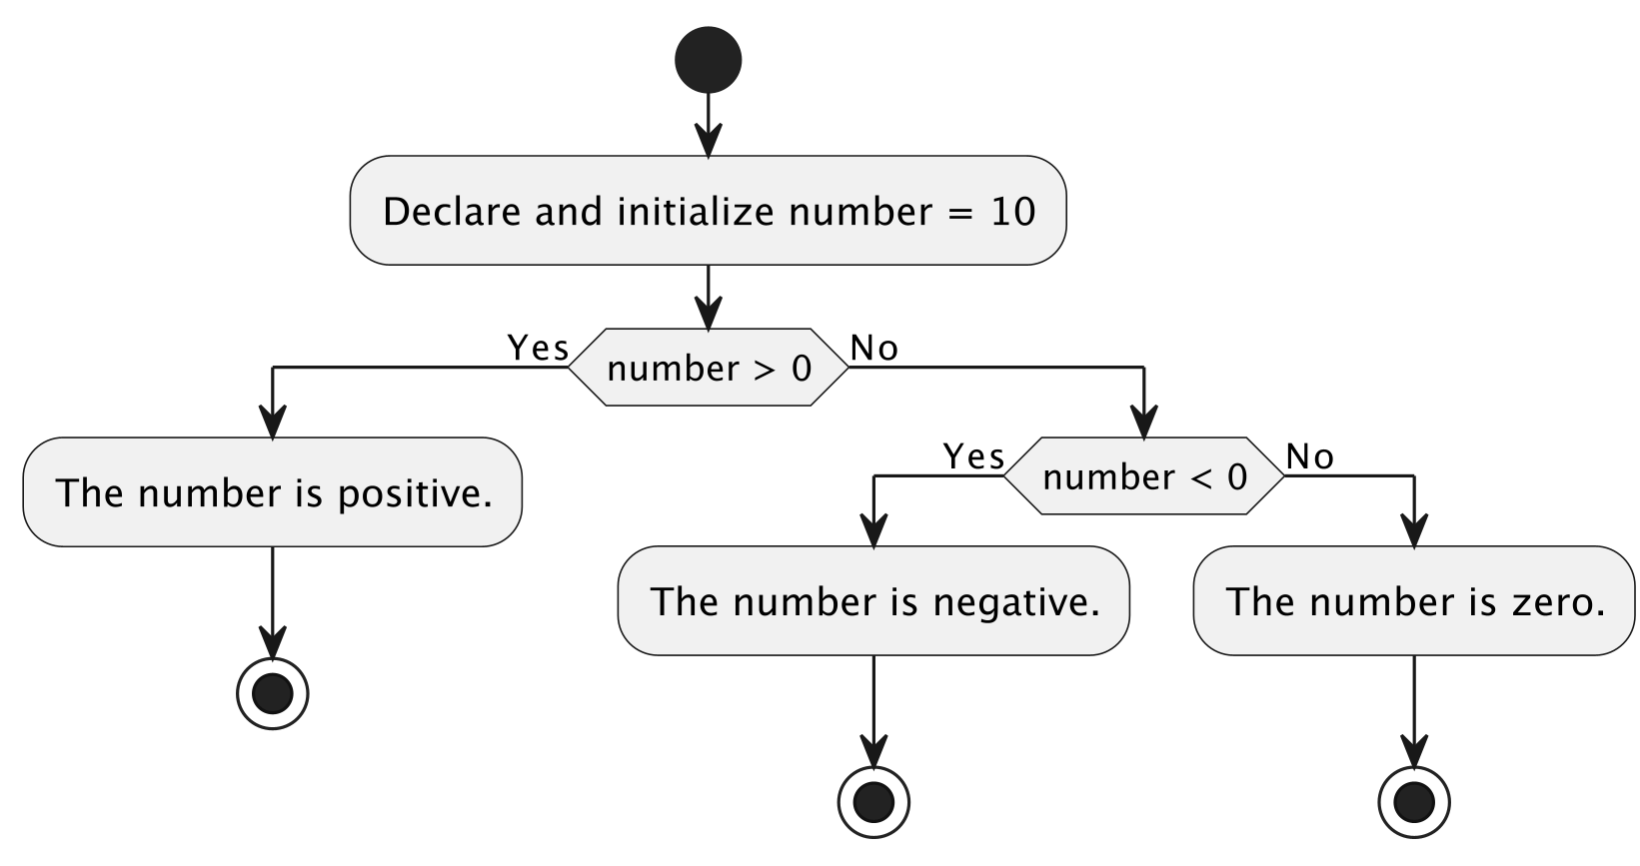 Declare and initialize number = 10
Yes
number > 0
No
The number is positive.
Yes
number < 0
No
The number is negative.
The number is zero.